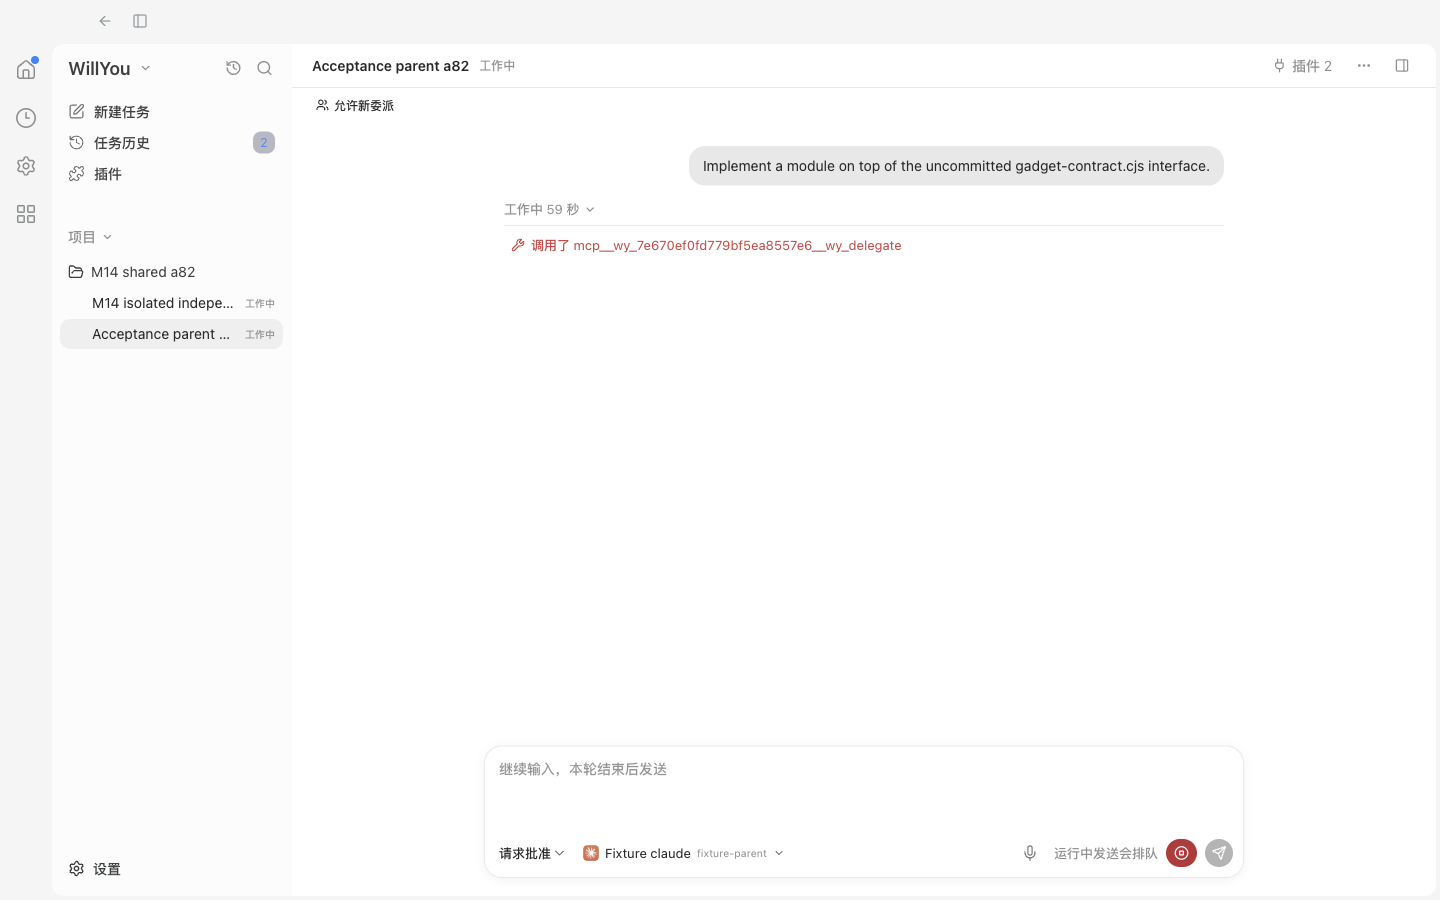 WillYou
新建任务
任务历史 2
插件
项目
M14 shared a82
M14 isolated indepe... 工作中
Acceptance parent ... 工作中
设置
Acceptance parent a82 工作中
插件 2
允许新委派
Implement a module on top of the uncommitted gadget-contract.cjs interface.
工作中 59 秒
调用了 mcp__wy_7e670ef0fd779bf5ea8557e6__wy_delegate
继续输入，本轮结束后发送
请求批准 Fixture claude fixture-parent 运行中发送会排队